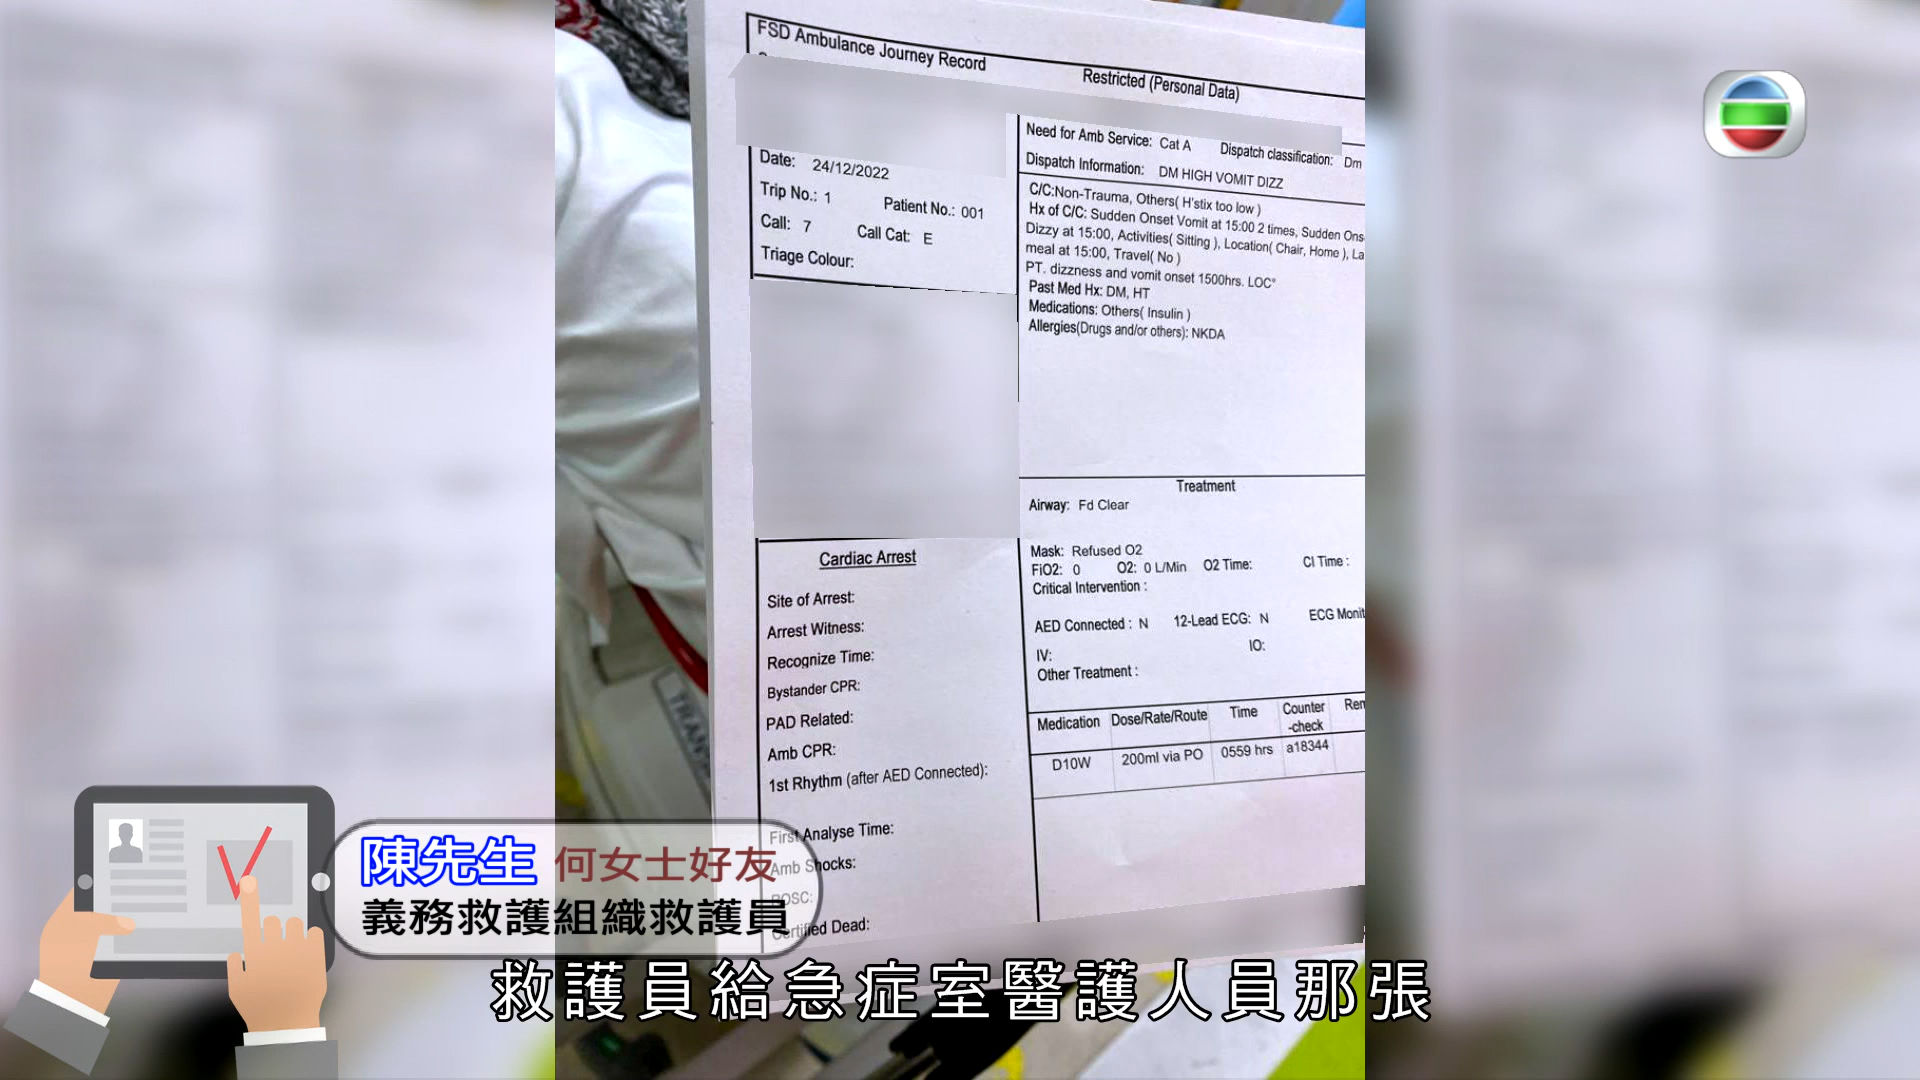 FSD Ambulance Journey Record
Restricted (Personal Data)
Date: 24/12/2022
Trip No.: 1 Patient No.: 001
Call: 7 Call Cat: E
Triage Colour:
Need for Amb Service: Cat A Dispatch classification: Dm
Dispatch Information: DM HIGH VOMIT DIZZ
C/C:Non-Trauma, Others( H'stix too low )
Hx of C/C: Sudden Onset Vomit at 15:00 2 times, Sudden Ons
Dizzy at 15:00, Activities( Sitting ), Location( Chair, Home ), La
meal at 15:00, Travel( No )
PT. dizzness and vomit onset 1500hrs. LOC°
Past Med Hx: DM, HT
Medications: Others( Insulin )
Allergies(Drugs and/or others): NKDA
Treatment
Airway: Fd Clear
Mask: Refused O2
FiO2: 0 O2: 0 L/Min O2 Time: CI Time :
Critical Intervention :
AED Connected : N 12-Lead ECG: N ECG Monit
IV: IO:
Other Treatment :
Medication Dose/Rate/Route Time Counter-check Rem
D10W 200ml via PO 0559 hrs a18344
Cardiac Arrest
Site of Arrest:
Arrest Witness:
Recognize Time:
Bystander CPR:
PAD Related:
Amb CPR:
1st Rhythm (after AED Connected):
First Analyse Time:
Amb Shocks:
ROSC:
Certified Dead:
TRAN
陳先生 何女士好友
義務救護組織救護員
救護員給急症室醫護人員那張